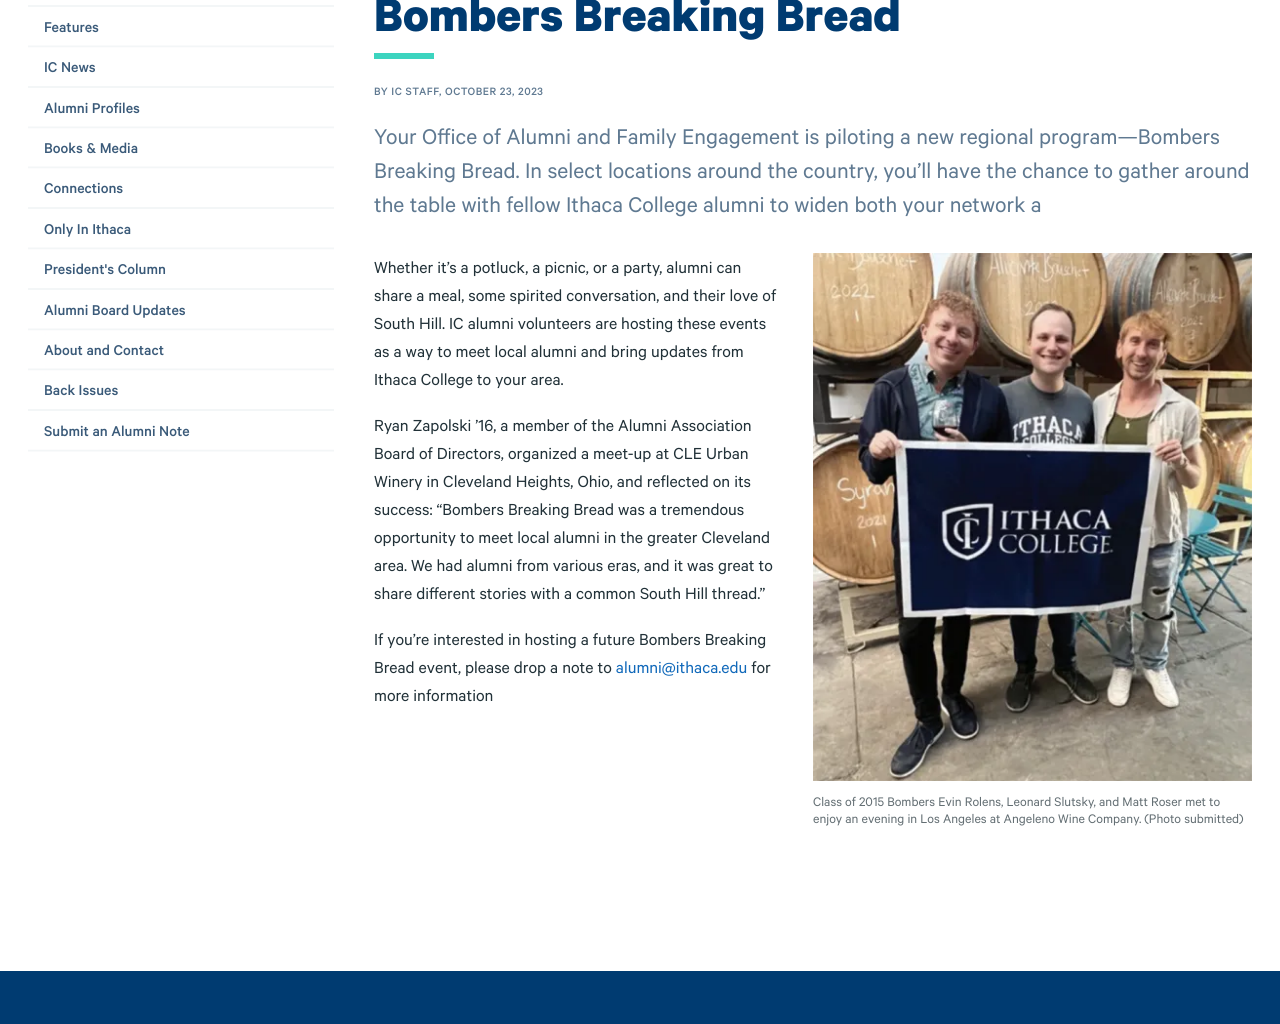 Features
IC News
Alumni Profiles
Books & Media
Connections
Only In Ithaca
President's Column
Alumni Board Updates
About and Contact
Back Issues
Submit an Alumni Note
Bombers Breaking Bread
BY IC STAFF, OCTOBER 23, 2023
Your Office of Alumni and Family Engagement is piloting a new regional program—Bombers
Breaking Bread. In select locations around the country, you’ll have the chance to gather around
the table with fellow Ithaca College alumni to widen both your network a
Whether it’s a potluck, a picnic, or a party, alumni can
share a meal, some spirited conversation, and their love of
South Hill. IC alumni volunteers are hosting these events
as a way to meet local alumni and bring updates from
Ithaca College to your area.
Ryan Zapolski ’16, a member of the Alumni Association
Board of Directors, organized a meet-up at CLE Urban
Winery in Cleveland Heights, Ohio, and reflected on its
success: “Bombers Breaking Bread was a tremendous
opportunity to meet local alumni in the greater Cleveland
area. We had alumni from various eras, and it was great to
share different stories with a common South Hill thread.”
If you’re interested in hosting a future Bombers Breaking
Bread event, please drop a note to alumni@ithaca.edu for
more information
2022
Syrah
2021
ITHACA
COLLEGE
IC ITHACA
COLLEGE
Class of 2015 Bombers Evin Rolens, Leonard Slutsky, and Matt Roser met to
enjoy an evening in Los Angeles at Angeleno Wine Company. (Photo submitted)